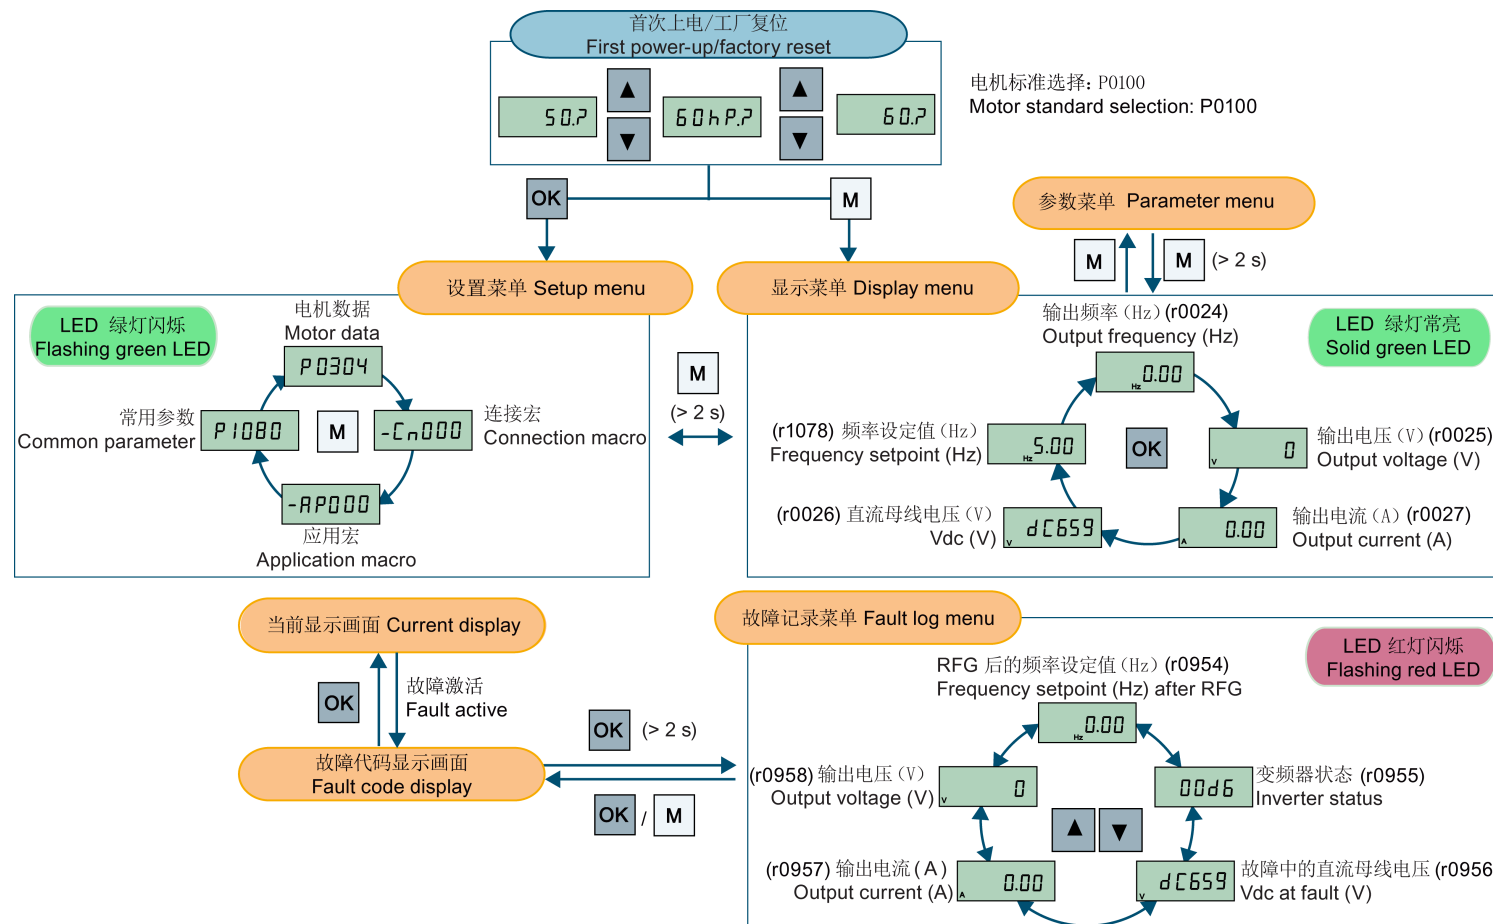 首次上电/工厂复位
First power-up/factory reset
50.?
60hP.?
60.?
电机标准选择: P0100
Motor standard selection: P0100
OK
M
参数菜单 Parameter menu
M
M
(> 2 s)
设置菜单 Setup menu
LED 绿灯闪烁
Flashing green LED
电机数据
Motor data
P0304
常用参数
Common parameter
P1080
M
-Cn000
连接宏
Connection macro
-AP000
应用宏
Application macro
M
(> 2 s)
显示菜单 Display menu
LED 绿灯常亮
Solid green LED
输出频率(Hz) (r0024)
Output frequency (Hz)
0.00
Hz
(r1078) 频率设定值(Hz)
Frequency setpoint (Hz)
5.00
Hz
OK
0
V
输出电压(V) (r0025)
Output voltage (V)
(r0026) 直流母线电压(V)
Vdc (V)
dC659
V
0.00
A
输出电流(A) (r0027)
Output current (A)
当前显示画面 Current display
OK
故障激活
Fault active
故障代码显示画面
Fault code display
OK
(> 2 s)
OK / M
故障记录菜单 Fault log menu
LED 红灯闪烁
Flashing red LED
RFG 后的频率设定值(Hz) (r0954)
Frequency setpoint (Hz) after RFG
0.00
Hz
(r0958) 输出电压(V)
Output voltage (V)
0
V
00d6
变频器状态 (r0955)
Inverter status
(r0957) 输出电流(A)
Output current (A)
0.00
A
dC659
V
故障中的直流母线电压 (r0956
Vdc at fault (V)